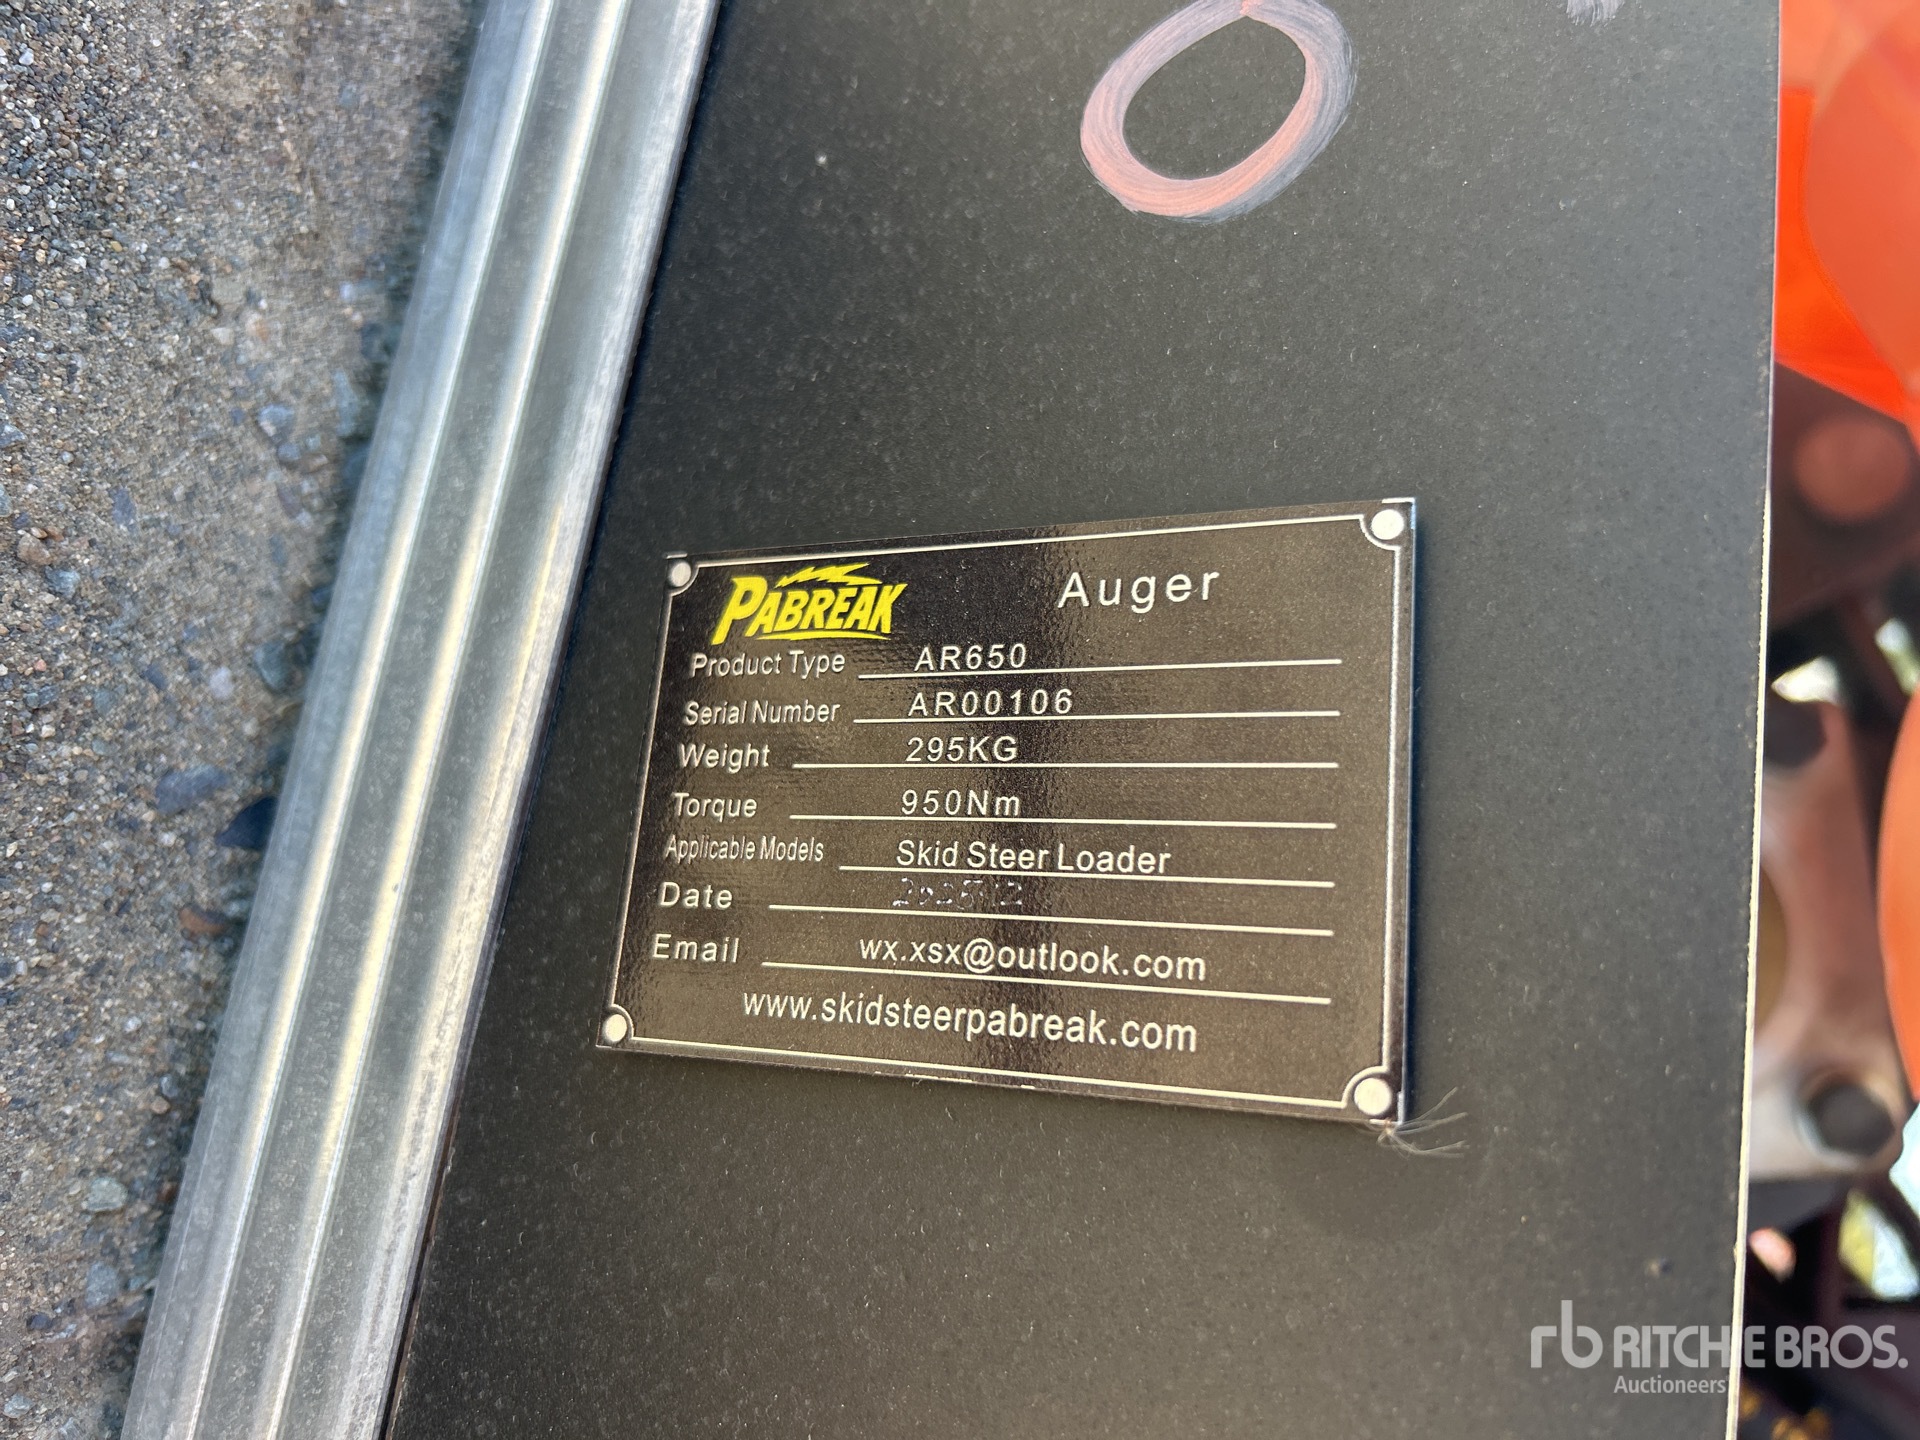 PABREAK Auger
Product Type AR650
Serial Number AR00106
Weight 295KG
Torque 950Nm
Applicable Models Skid Steer Loader
Date
Email wx.xsx@outlook.com
www.skidsteerpabreak.com
rb RITCHIE BROS.
Auctioneers